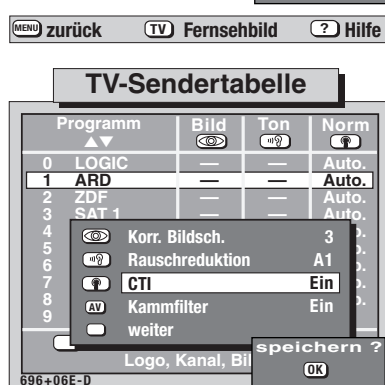 MENU zurück TV Fernsehbild ? Hilfe
TV-Sendertabelle
Programm Bild Ton Norm
0 LOGIC — — Auto.
1 ARD — — Auto.
2 ZDF — — Auto.
3 SAT 1 — — Auto.
4
5
6
7
8
9
Korr. Bildsch. 3
Rauschreduktion A1
CTI Ein
AV Kammfilter Ein
weiter
Logo, Kanal,
speichern ?
OK
696+06E-D